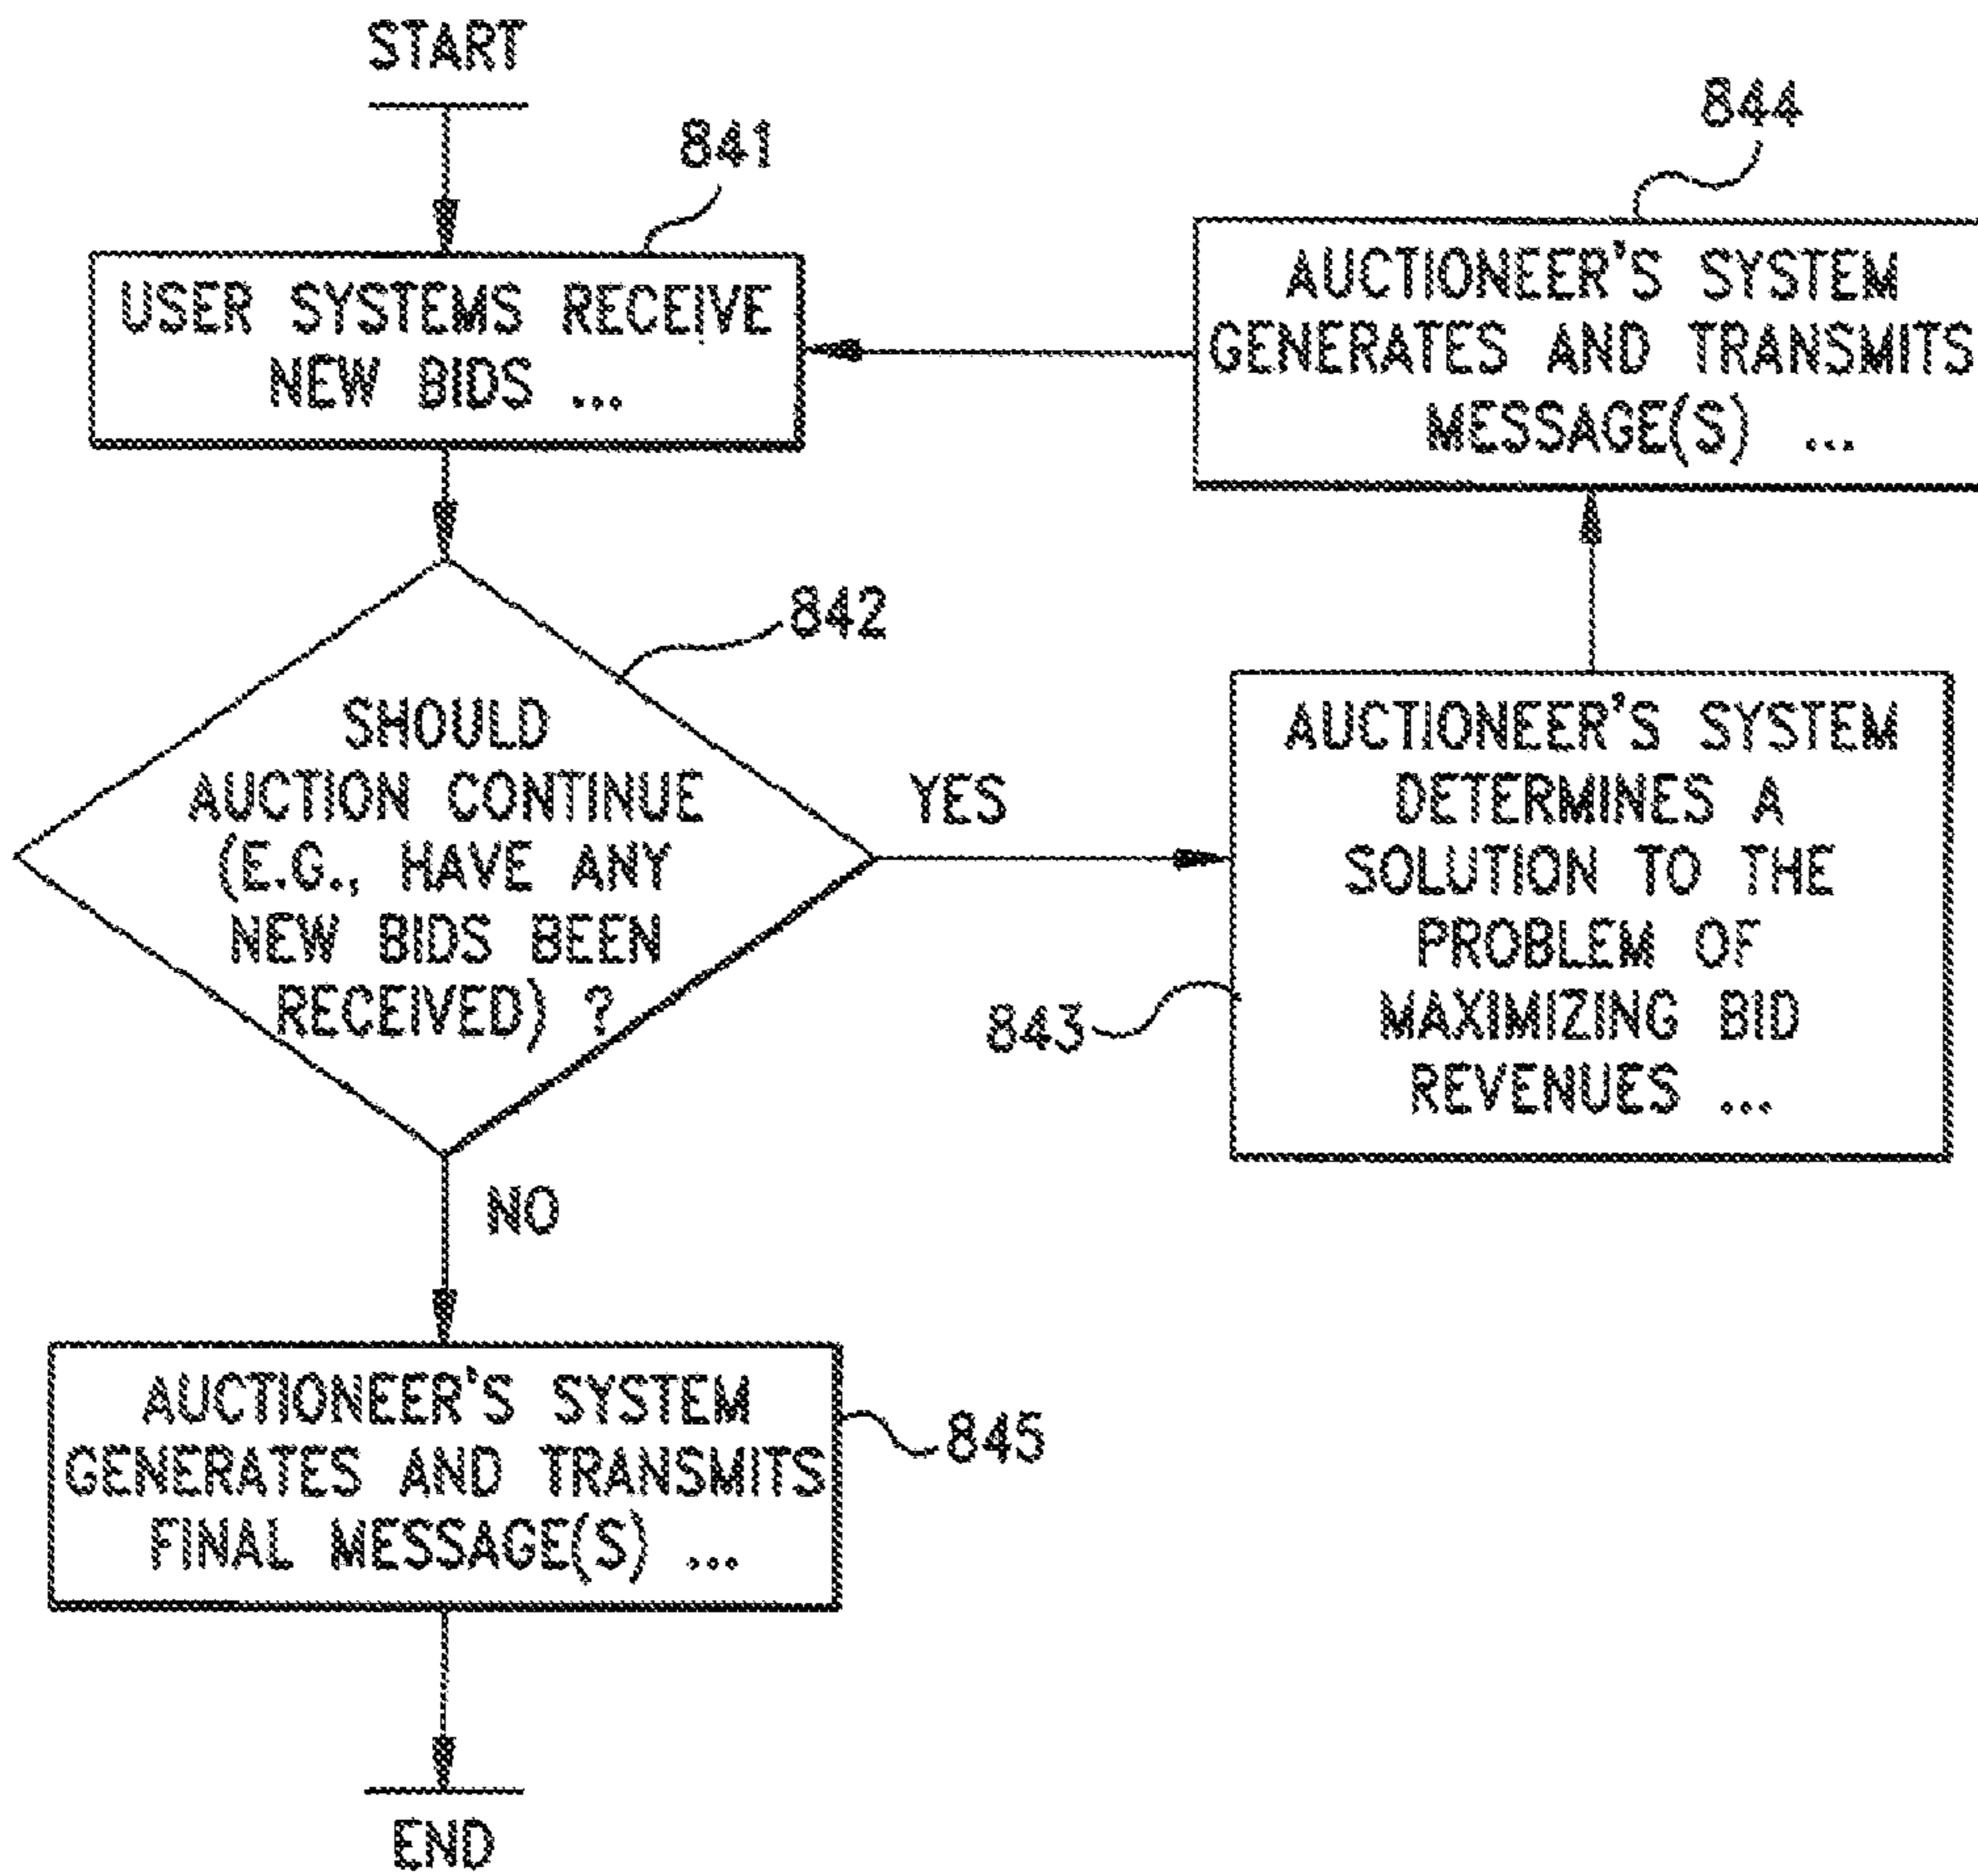 START
841
USER SYSTEMS RECEIVE
NEW BIDS ...
844
AUCTIONEER'S SYSTEM
GENERATES AND TRANSMITS
MESSAGE(S) ...
842
SHOULD
AUCTION CONTINUE
(E.G., HAVE ANY
NEW BIDS BEEN
RECEIVED) ?
YES
843
AUCTIONEER'S SYSTEM
DETERMINES A
SOLUTION TO THE
PROBLEM OF
MAXIMIZING BID
REVENUES ...
NO
AUCTIONEER'S SYSTEM
GENERATES AND TRANSMITS
FINAL MESSAGE(S) ...
845
END